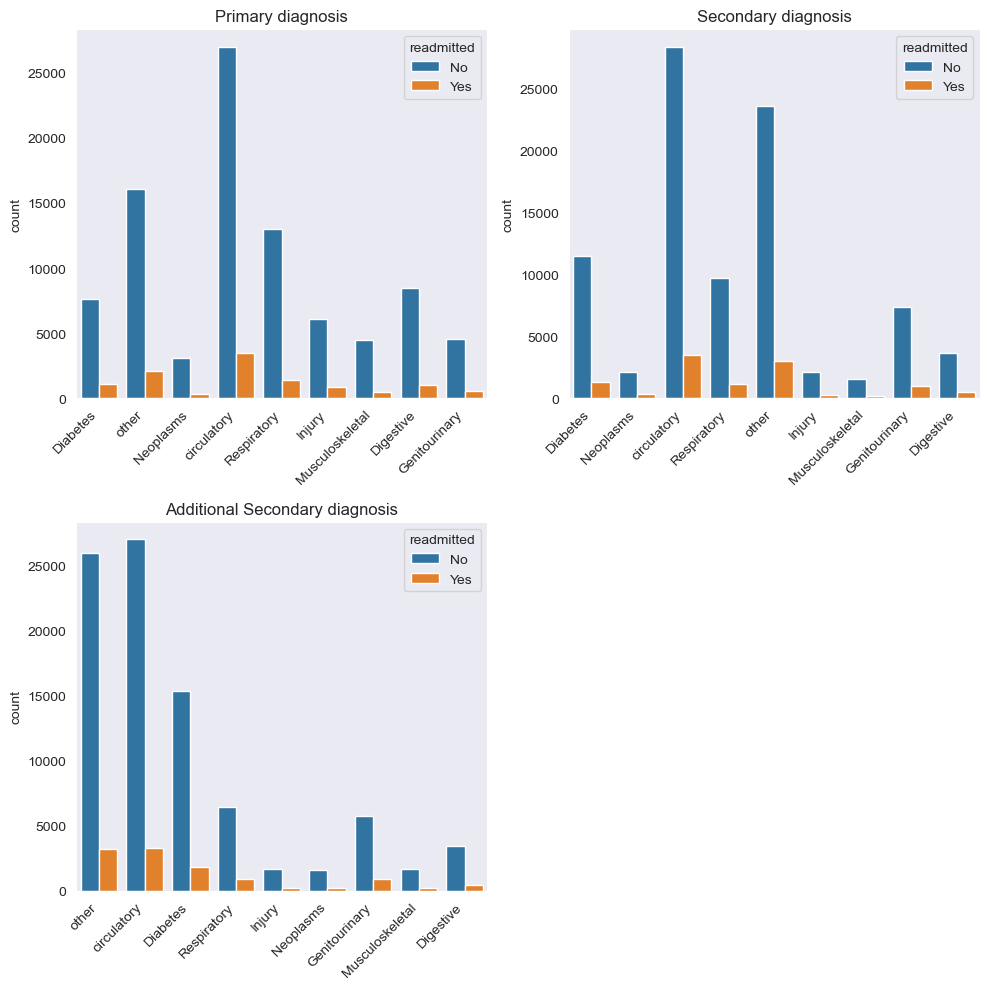 Primary diagnosis
readmitted
No
Yes
25000
20000
15000
10000
5000
0
count
Diabetes
other
Neoplasms
circulatory
Respiratory
Injury
Musculoskeletal
Digestive
Genitourinary
Secondary diagnosis
readmitted
No
Yes
25000
20000
15000
10000
5000
0
count
Diabetes
Neoplasms
circulatory
Respiratory
other
Injury
Musculoskeletal
Genitourinary
Digestive
Additional Secondary diagnosis
readmitted
No
Yes
25000
20000
15000
10000
5000
0
count
other
circulatory
Diabetes
Respiratory
Injury
Neoplasms
Genitourinary
Musculoskeletal
Digestive